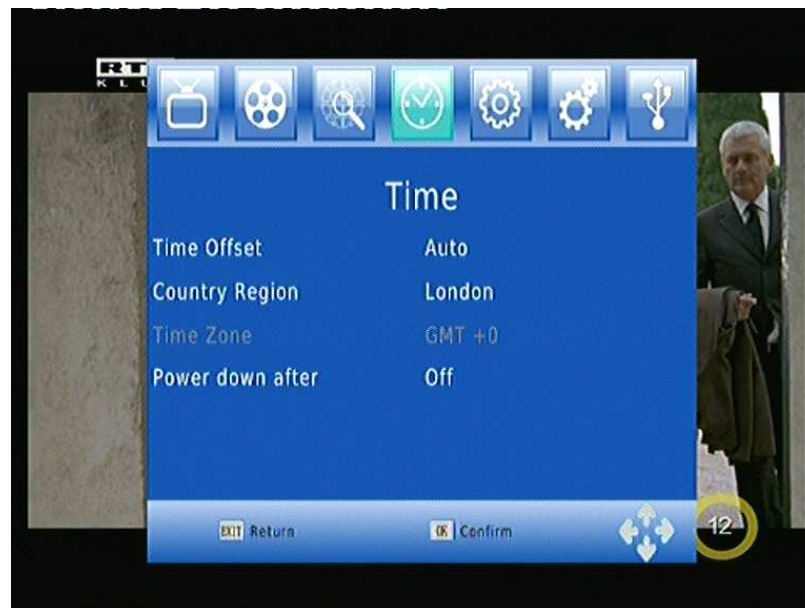 RT
KL
Time
Time Offset Auto
Country Region London
Time Zone GMT +0
Power down after Off
EXIT Return OK Confirm
12